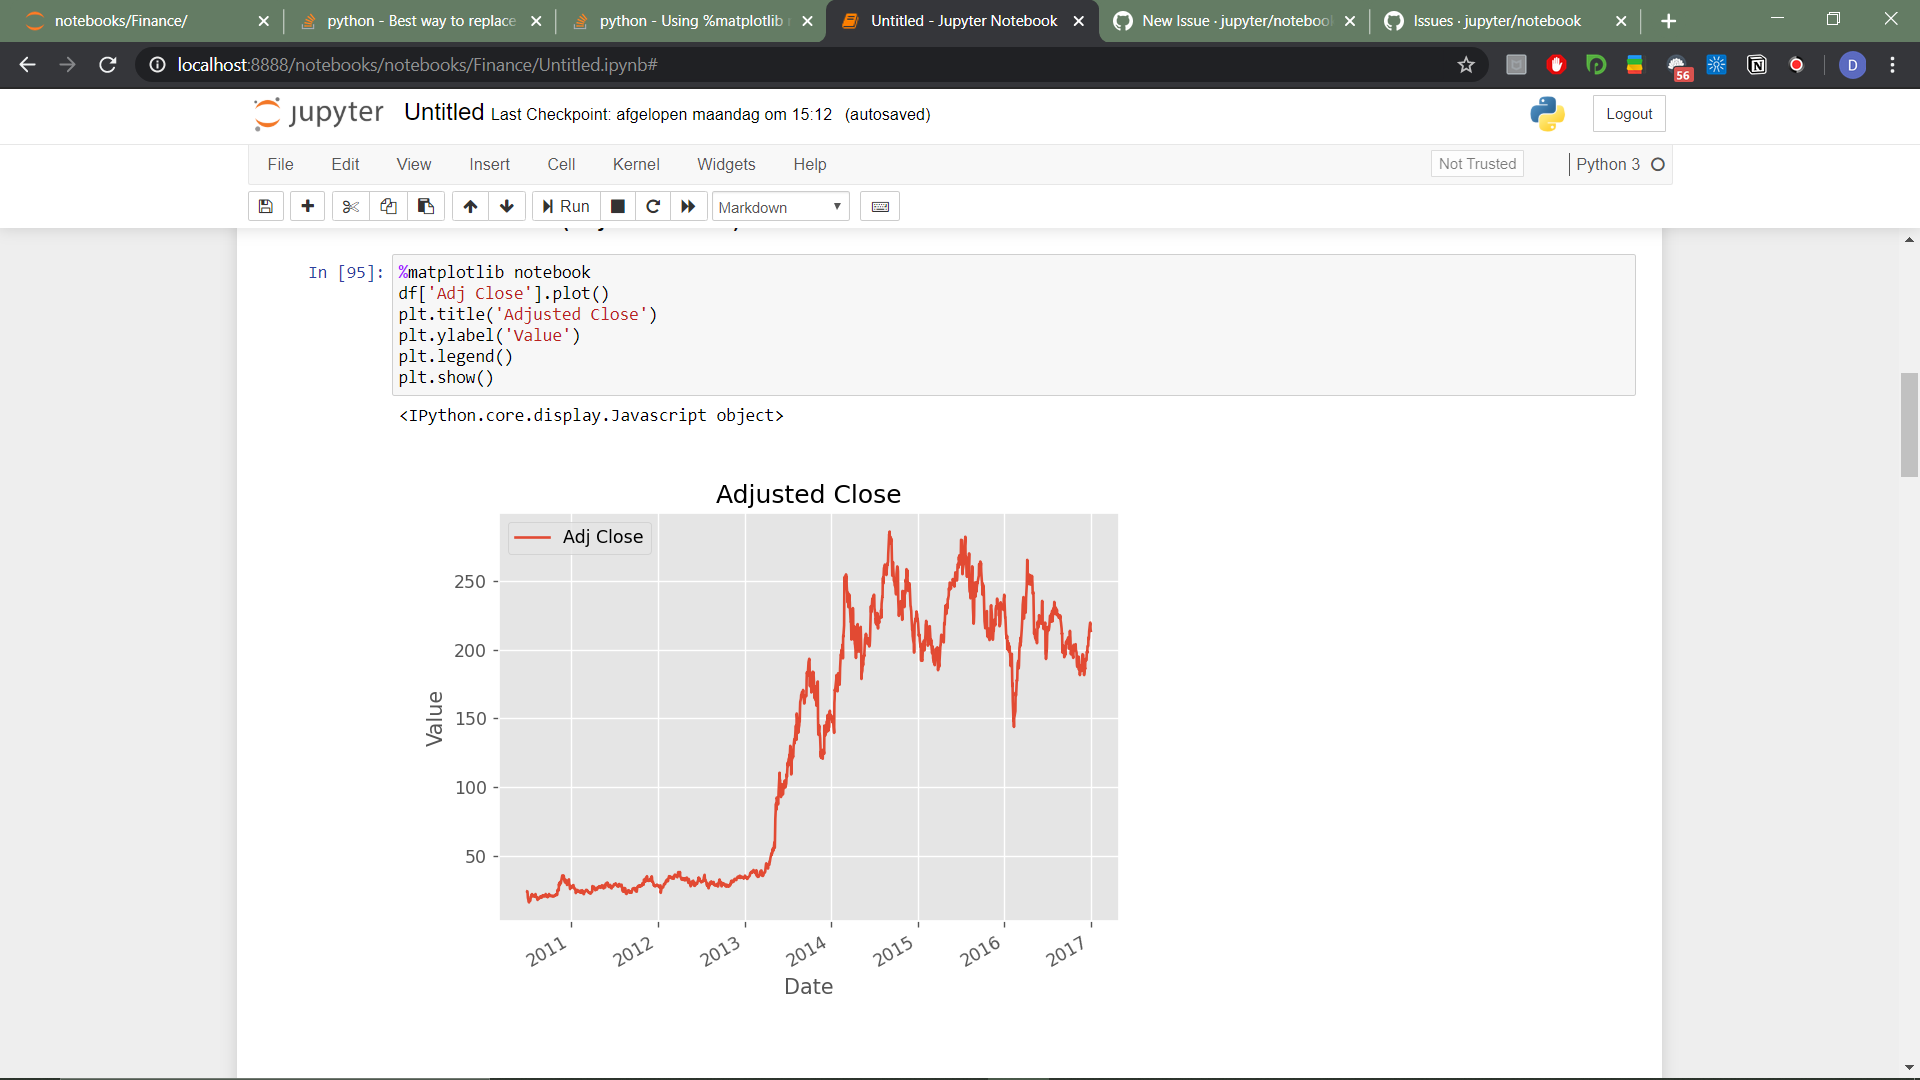 notebooks/Finance/
python - Best way to replace
python - Using %matplotlib
Untitled - Jupyter Notebook
New Issue · jupyter/notebook
Issues · jupyter/notebook
localhost:8888/notebooks/notebooks/Finance/Untitled.ipynb#
56
D
jupyter Untitled Last Checkpoint: afgelopen maandag om 15:12 (autosaved)
Logout
File Edit View Insert Cell Kernel Widgets Help
Not Trusted
Python 3
Run
Markdown
In [95]:
%matplotlib notebook
df['Adj Close'].plot()
plt.title('Adjusted Close')
plt.ylabel('Value')
plt.legend()
plt.show()
<IPython.core.display.Javascript object>
Adjusted Close
Adj Close
250
200
150
100
50
Value
2011 2012 2013 2014 2015 2016 2017
Date